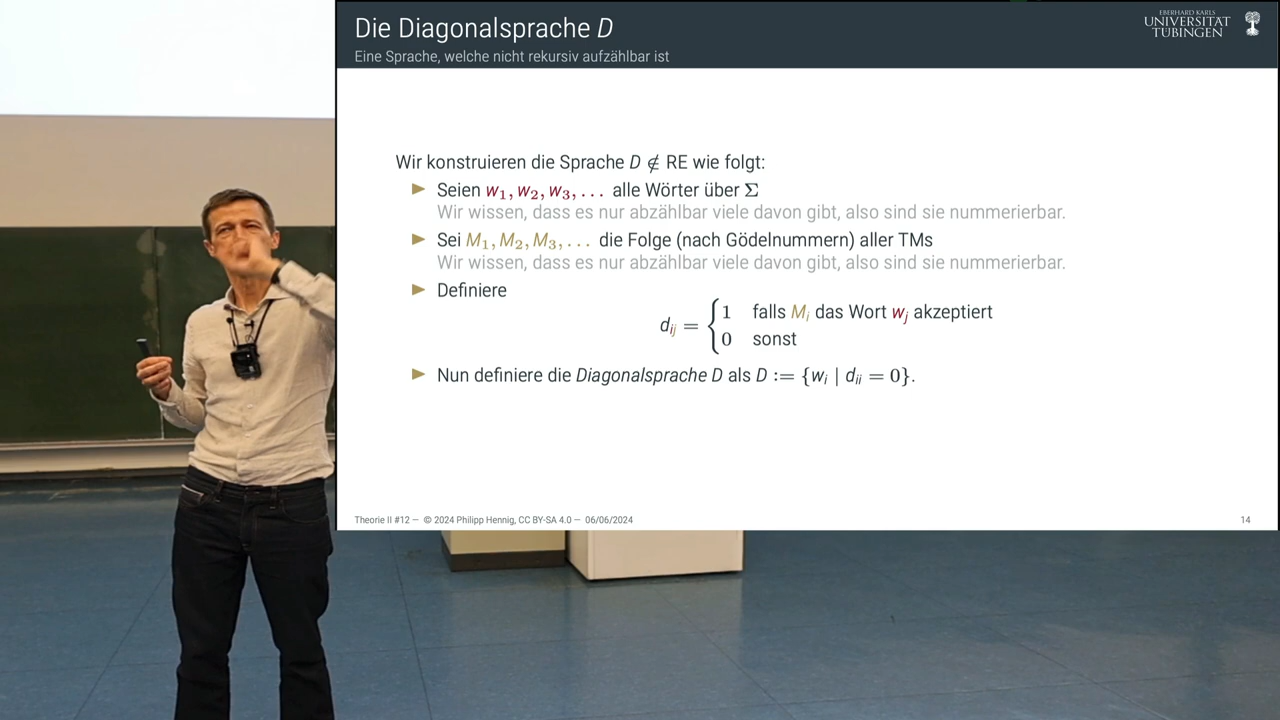 Die Diagonalsprache D
Eine Sprache, welche nicht rekursiv aufzählbar ist
EBERHARD KARLS
UNIVERSITÄT
TÜBINGEN
Wir konstruieren die Sprache D ∉ RE wie folgt:
Seien w₁, w₂, w₃, . . . alle Wörter über Σ
Wir wissen, dass es nur abzählbar viele davon gibt, also sind sie nummerierbar.
Sei M₁, M₂, M₃, . . . die Folge (nach Gödelnummern) aller TMs
Wir wissen, dass es nur abzählbar viele davon gibt, also sind sie nummerierbar.
Definiere
dᵢⱼ = { 1 falls Mᵢ das Wort wⱼ akzeptiert
0 sonst
Nun definiere die Diagonalsprache D als D := {wᵢ | dᵢᵢ = 0}.
Theorie II #12 — © 2024 Philipp Hennig, CC BY-SA 4.0 — 06/06/2024
14